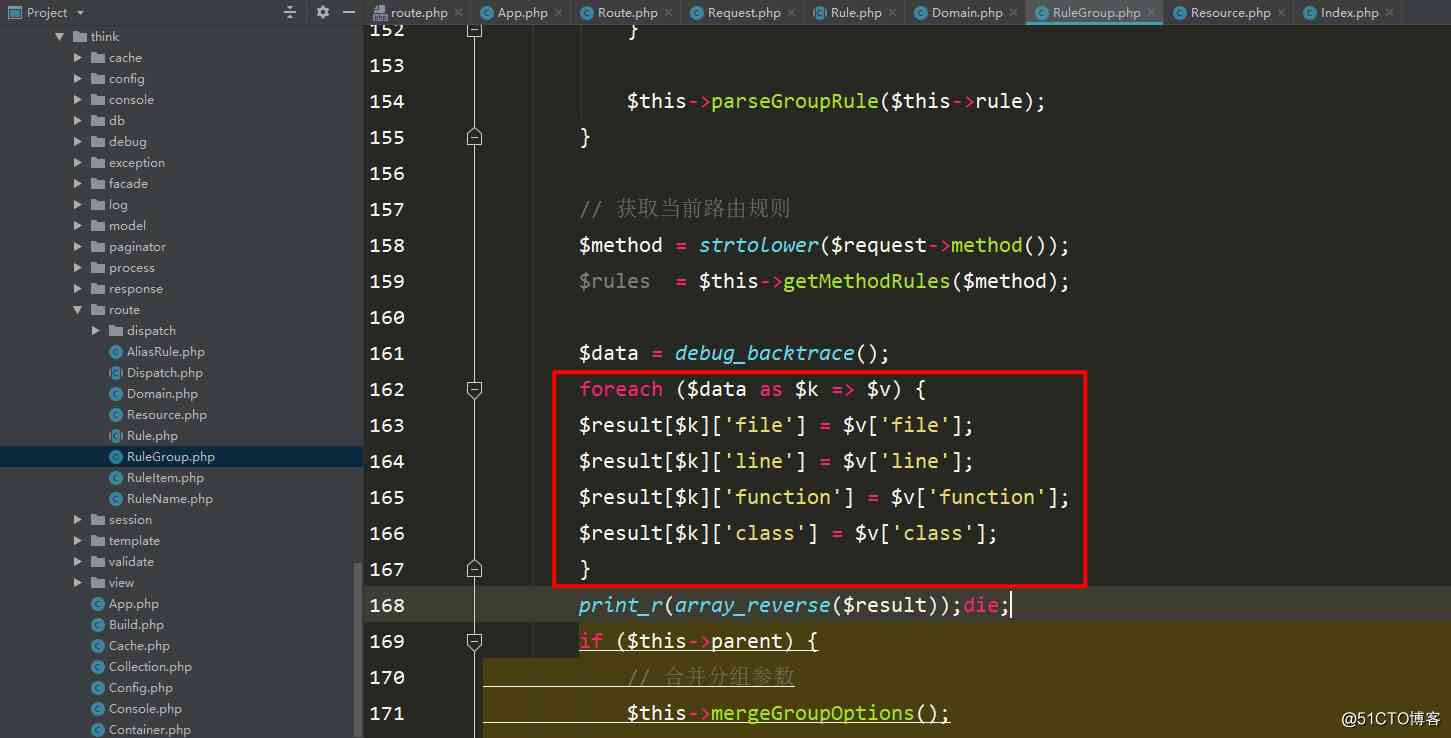 Project
route.php
App.php
Route.php
Request.php
Rule.php
Domain.php
RuleGroup.php
Resource.php
Index.php
think
cache
config
console
db
debug
exception
facade
log
model
paginator
process
response
route
dispatch
AliasRule.php
Dispatch.php
Domain.php
Resource.php
Rule.php
RuleGroup.php
RuleItem.php
RuleName.php
session
template
validate
view
App.php
Build.php
Cache.php
Collection.php
Config.php
Console.php
Container.php
152 }
153
154 $this->parseGroupRule($this->rule);
155 }
156
157 // 获取当前路由规则
158 $method = strtolower($request->method());
159 $rules = $this->getMethodRules($method);
160
161 $data = debug_backtrace();
162 foreach ($data as $k => $v) {
163 $result[$k]['file'] = $v['file'];
164 $result[$k]['line'] = $v['line'];
165 $result[$k]['function'] = $v['function'];
166 $result[$k]['class'] = $v['class'];
167 }
168 print_r(array_reverse($result));die;
169 if ($this->parent) {
170 // 合并分组参数
171 $this->mergeGroupOptions();
@51CTO博客